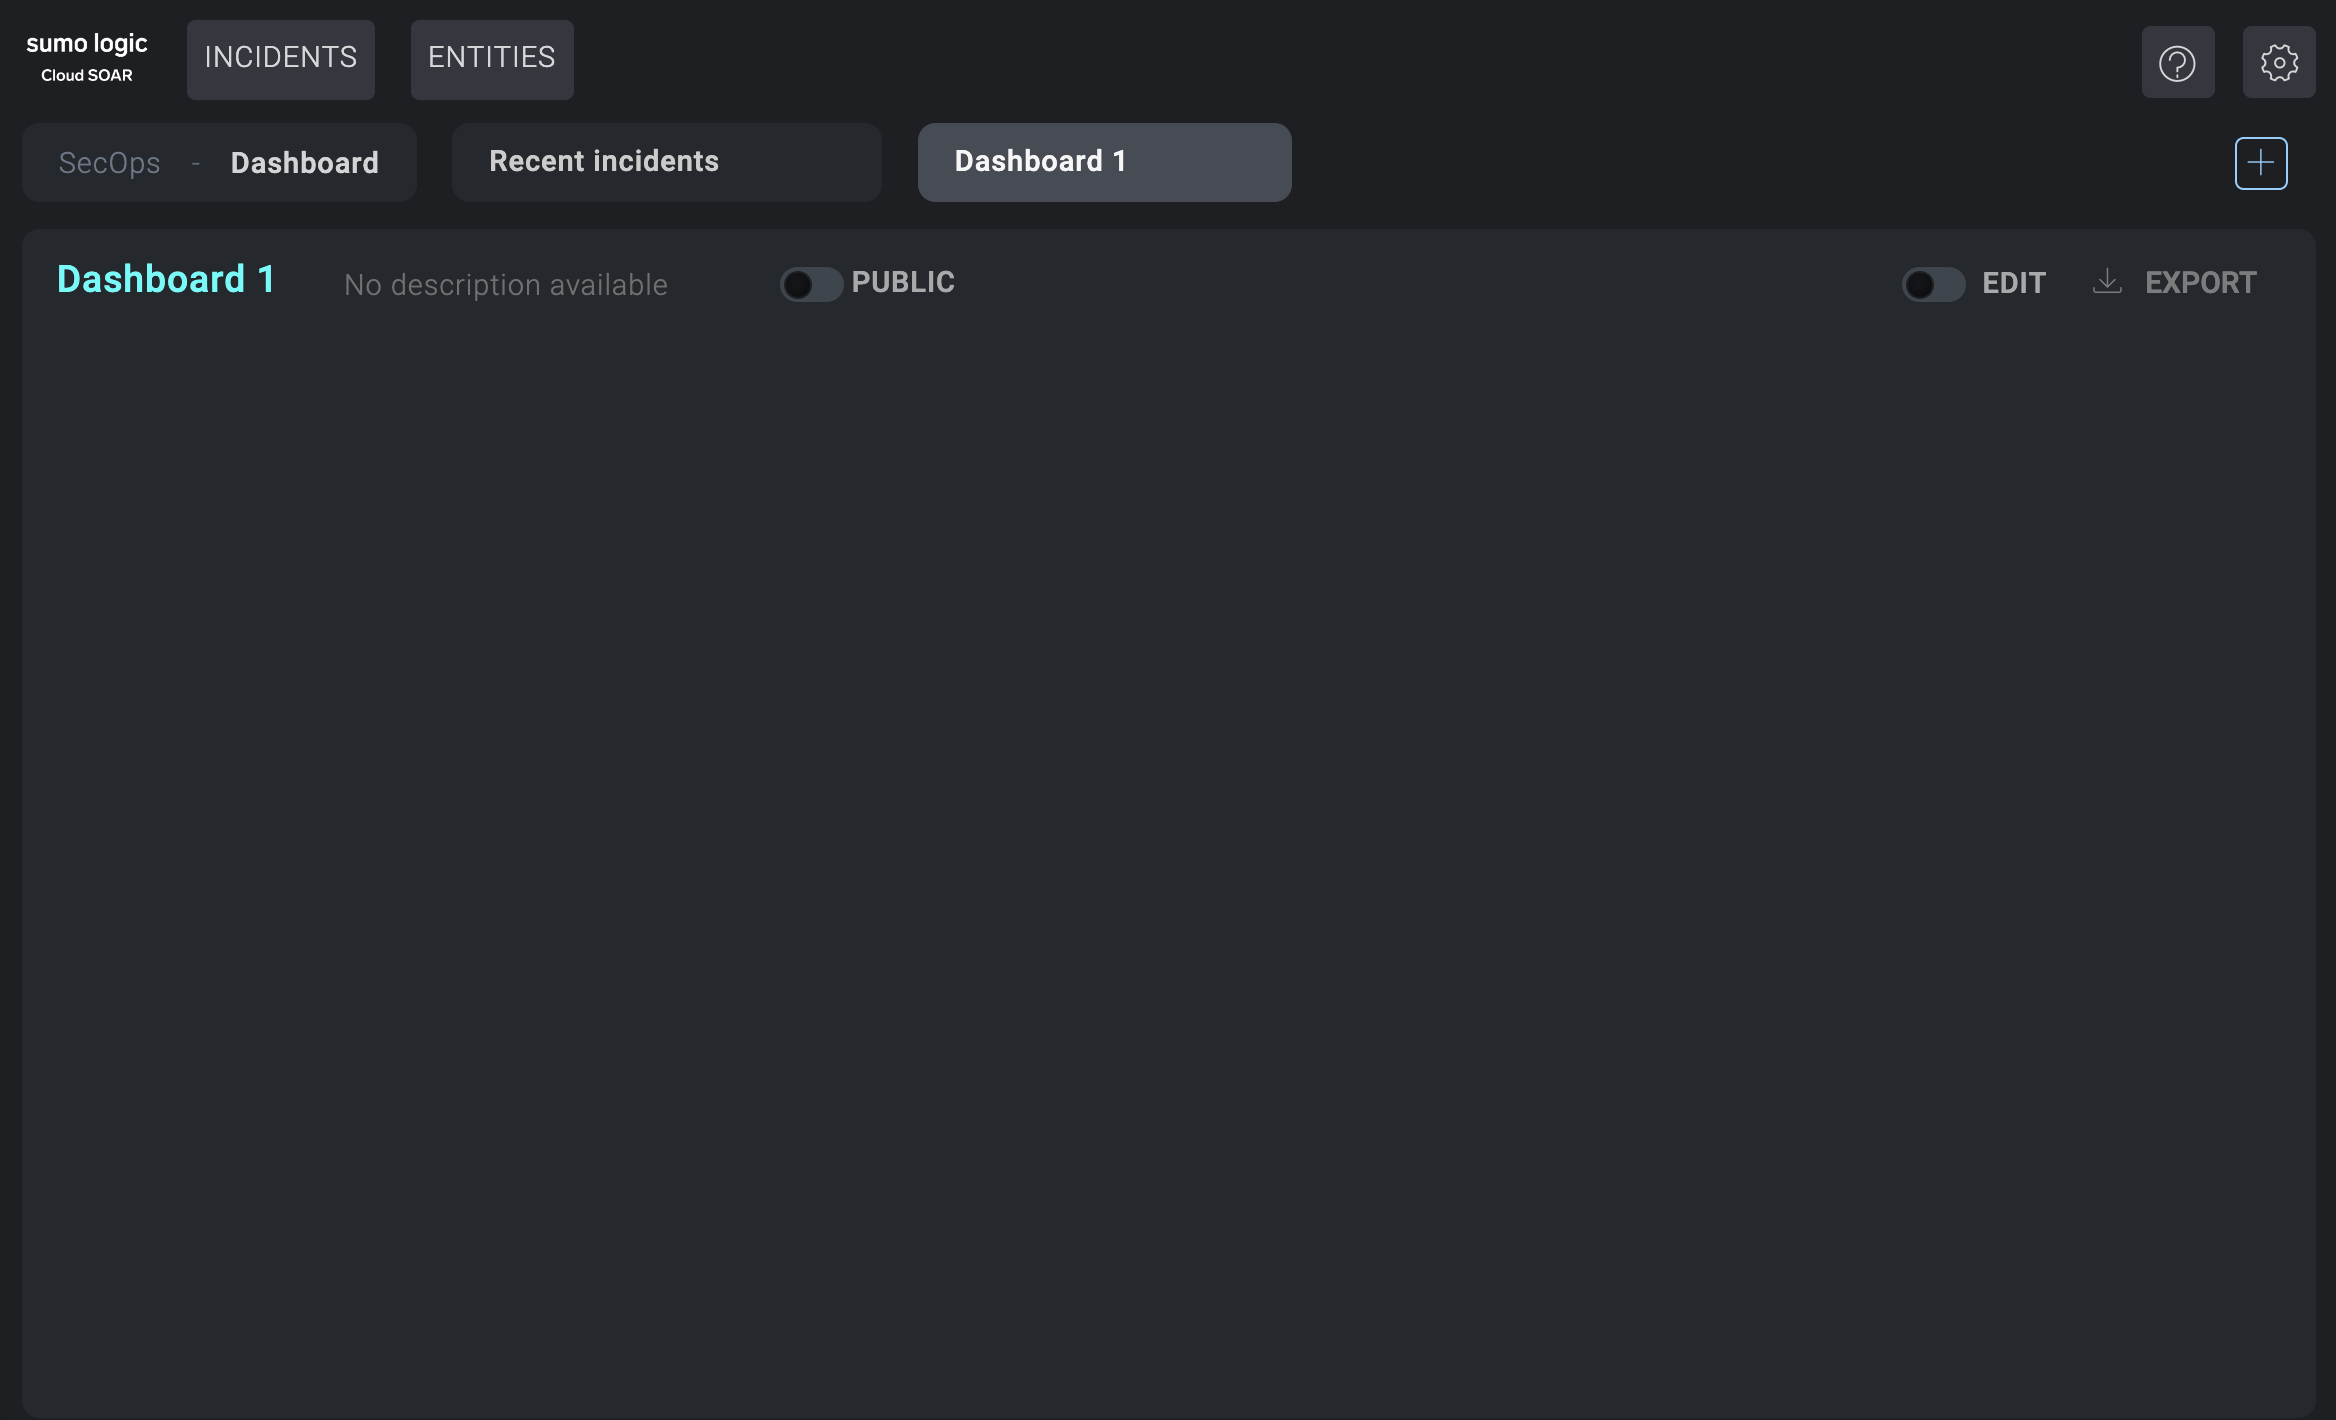 sumo logic
Cloud SOAR
INCIDENTS
ENTITIES
SecOps - Dashboard
Recent incidents
Dashboard 1
Dashboard 1
No description available
PUBLIC
EDIT
EXPORT